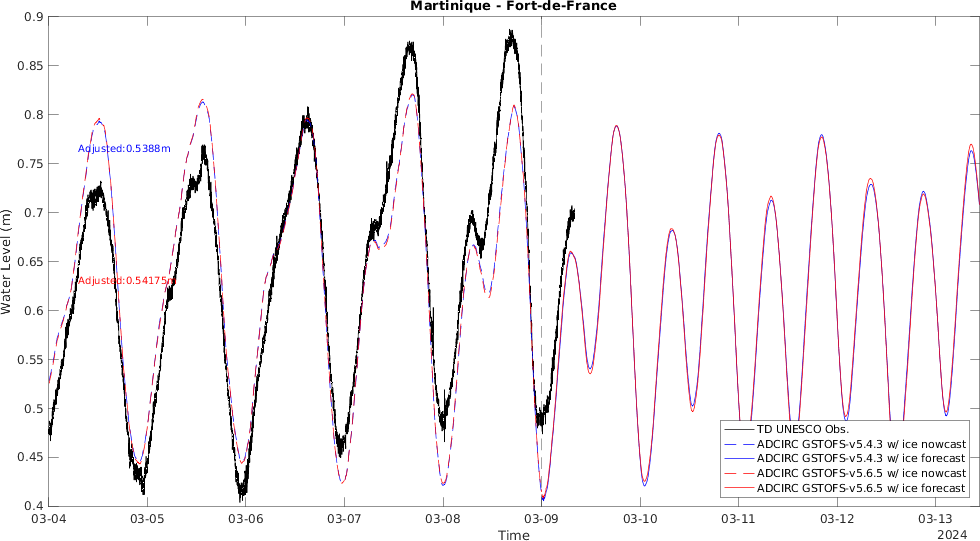 Martinique - Fort-de-France
0.9
0.85
0.8
0.75
0.7
0.65
0.6
0.55
0.5
0.45
0.4
Water Level (m)
Adjusted:0.5388m
Adjusted:0.54175m
TD UNESCO Obs.
ADCIRC GSTOFS-v5.4.3 w/ ice nowcast
ADCIRC GSTOFS-v5.4.3 w/ ice forecast
ADCIRC GSTOFS-v5.6.5 w/ ice nowcast
ADCIRC GSTOFS-v5.6.5 w/ ice forecast
03-04 03-05 03-06 03-07 03-08 03-09 03-10 03-11 03-12 03-13
Time
2024